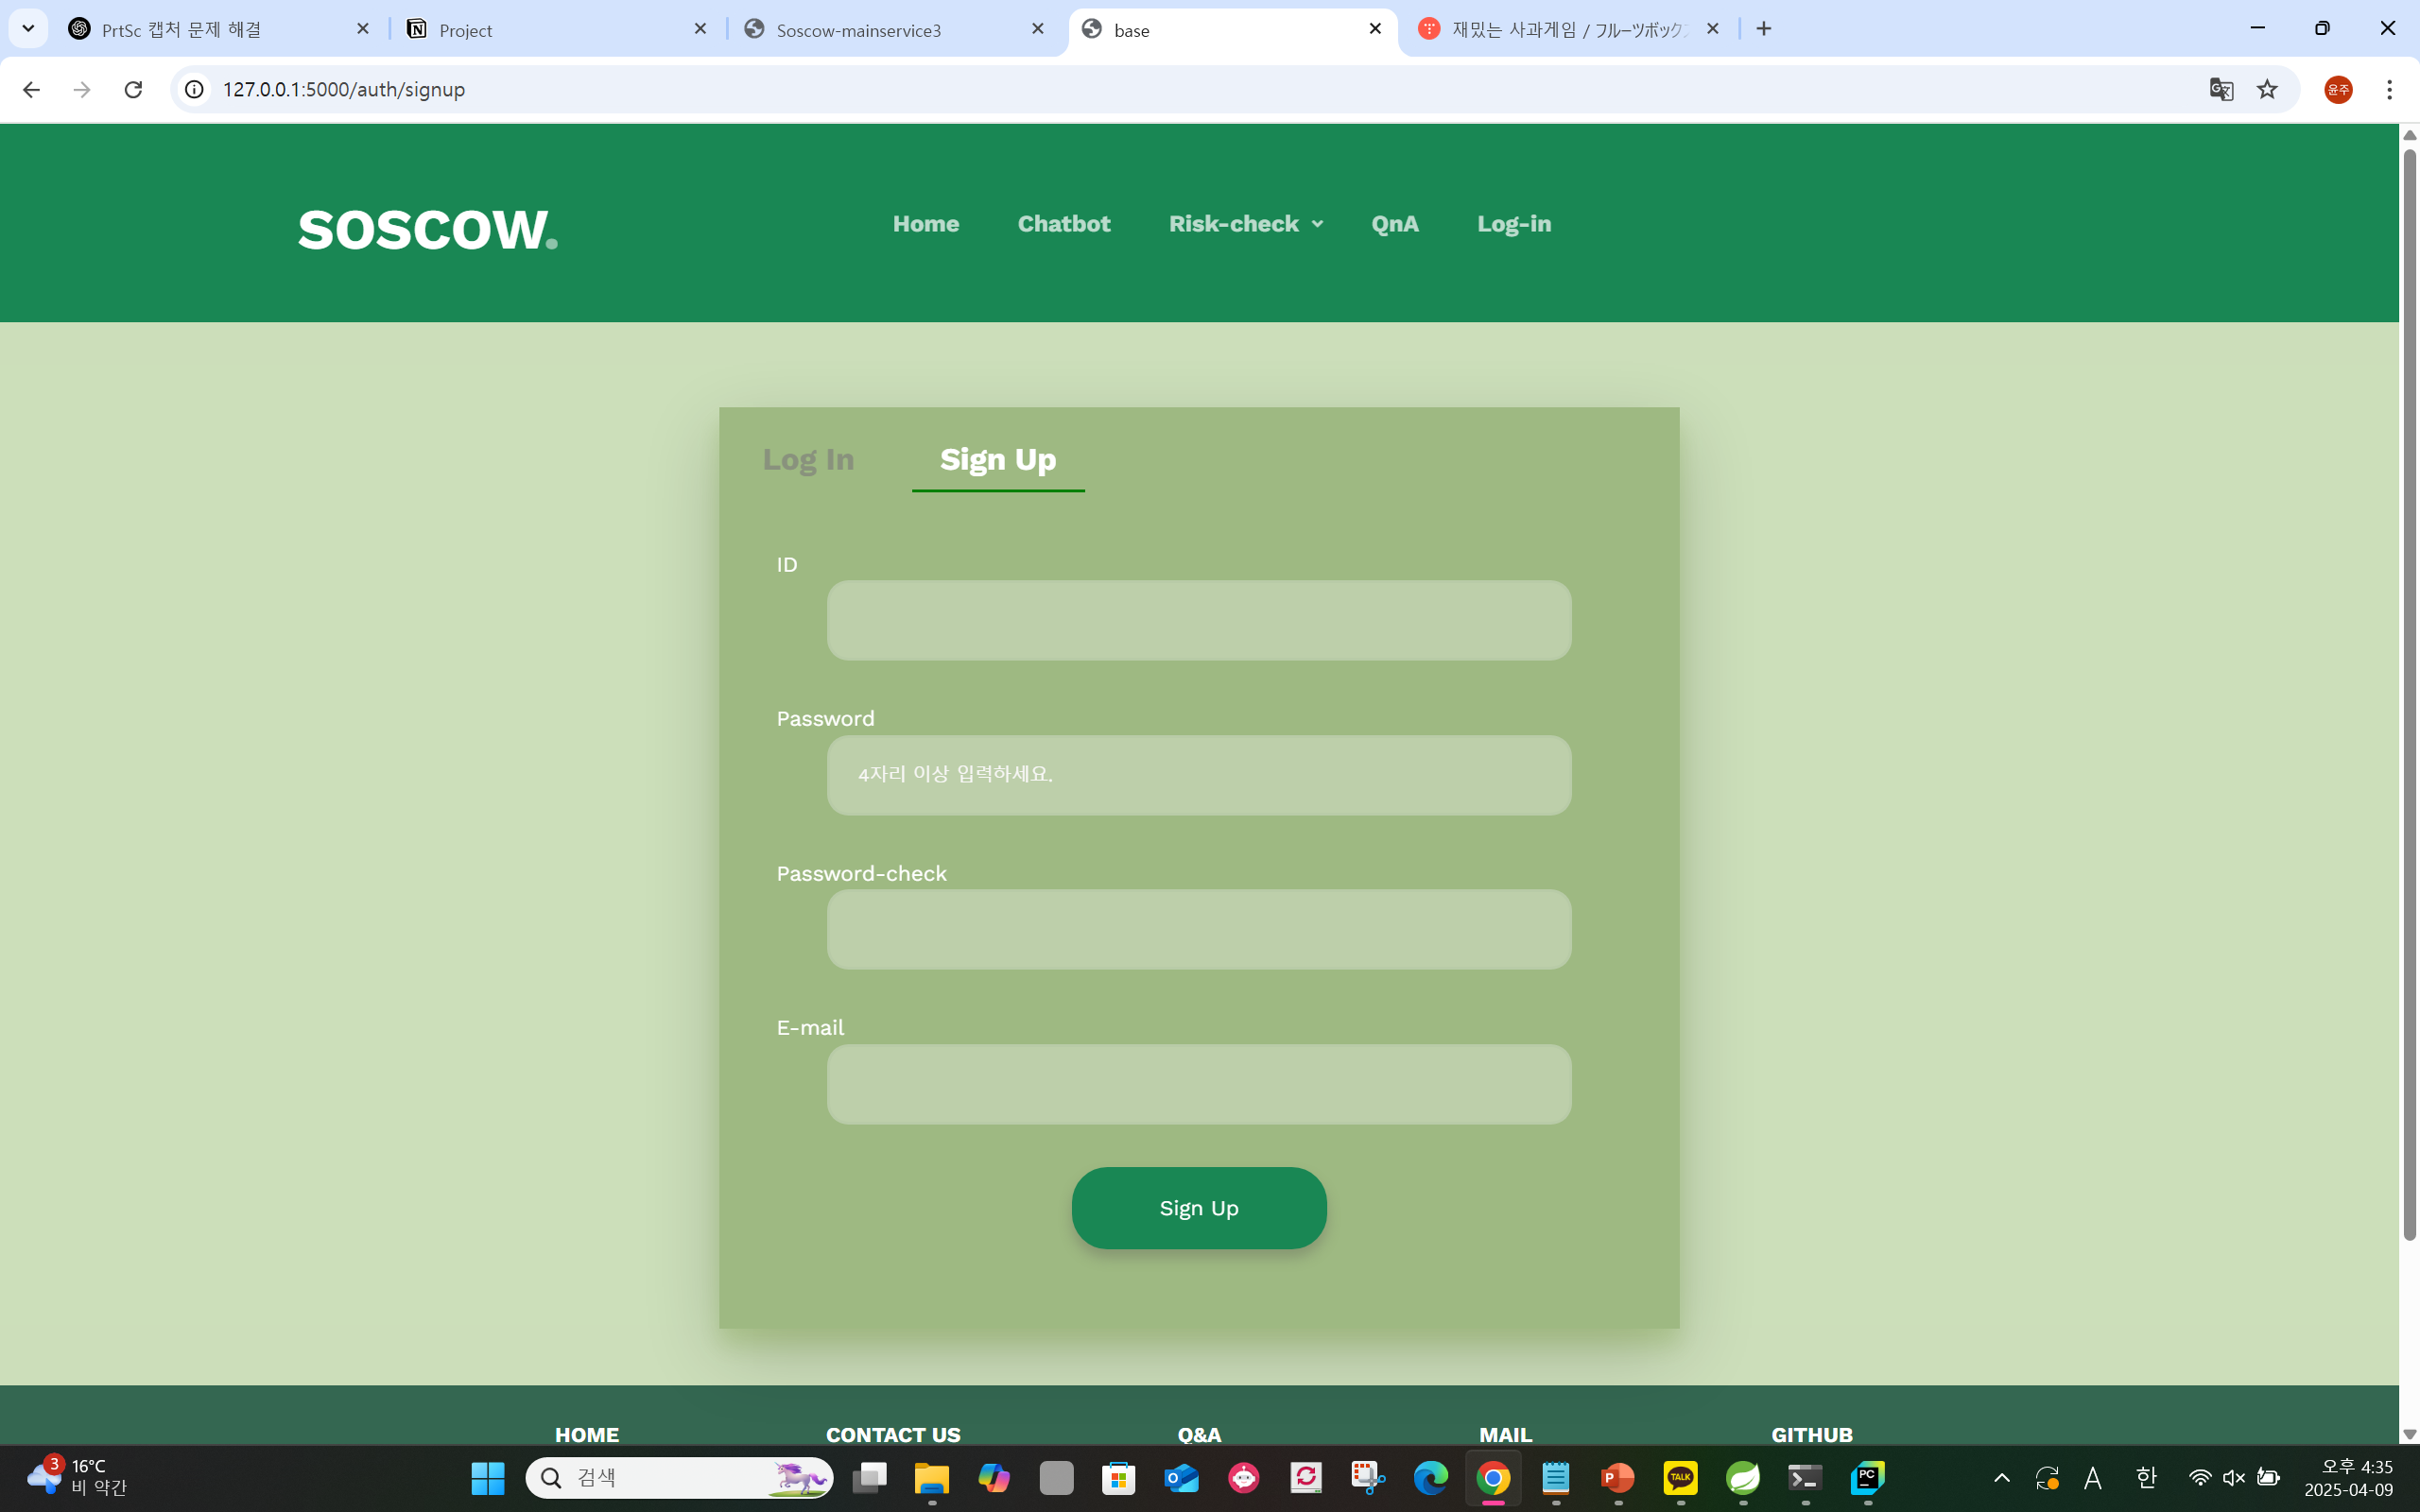 PrtSc 캡처 문제 해결
Project
Soscow-mainservice3
base
재밌는 사과게임 / フルーツボックス
127.0.0.1:5000/auth/signup
윤주
SOSCOW.
Home
Chatbot
Risk-check
QnA
Log-in
Log In
Sign Up
ID
Password
4자리 이상 입력하세요.
Password-check
E-mail
Sign Up
HOME
CONTACT US
Q&A
MAIL
GITHUB
3
16°C
비 약간
검색
P
TALK
PC
A
한
오후 4:35
2025-04-09